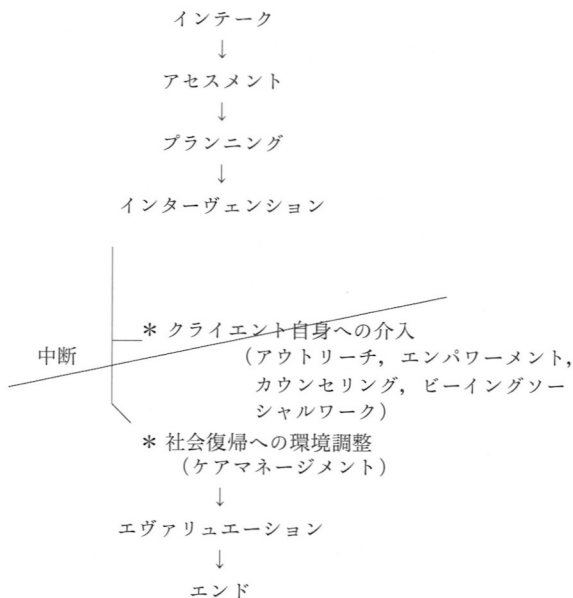 インテーク
↓
アセスメント
↓
プランニング
↓
インターヴェンション
＊ クライエント自身への介入
中断
（アウトリーチ，エンパワーメント，
カウンセリング，ビーイングソー
シャルワーク）
＊ 社会復帰への環境調整
（ケアマネージメント）
↓
エヴァリュエーション
↓
エンド